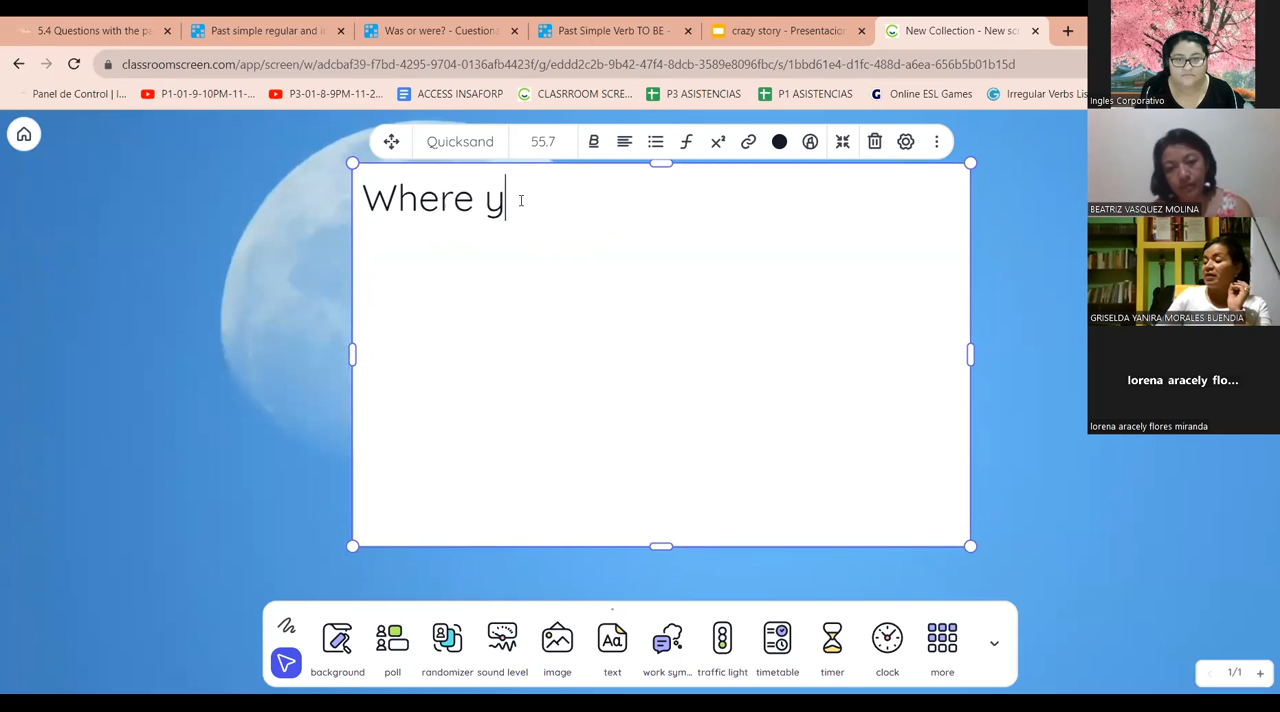 5.4 Questions with the pa
Past simple regular and i
Was or were? - Cuestiona
Past Simple Verb TO BE -
crazy story - Presentacio
New Collection - New sc
classroomscreen.com/app/screen/w/adcbaf39-f7bd-4295-9704-0136afb4423f/g/eddd2c2b-9b42-47f4-8dcb-3589e8096fbc/s/1bbd61e4-d1fc-488d-a6ea-656b5b01b15d
Panel de Control | I...
P1-01-9-10PM-11-...
P3-01-8-9PM-11-2...
ACCESS INSAFORP
CLASRROOM SCRE...
P3 ASISTENCIAS
P1 ASISTENCIAS
Online ESL Games
Irregular Verbs Lis
Ingles Corporativo
Quicksand
55.7
Where y
BEATRIZ VASQUEZ MOLINA
GRISELDA YANIRA MORALES BUENDIA
lorena aracely flo...
lorena aracely flores miranda
background
poll
randomizer
sound level
image
Aa
text
work sym...
traffic light
timetable
timer
clock
more
1/1